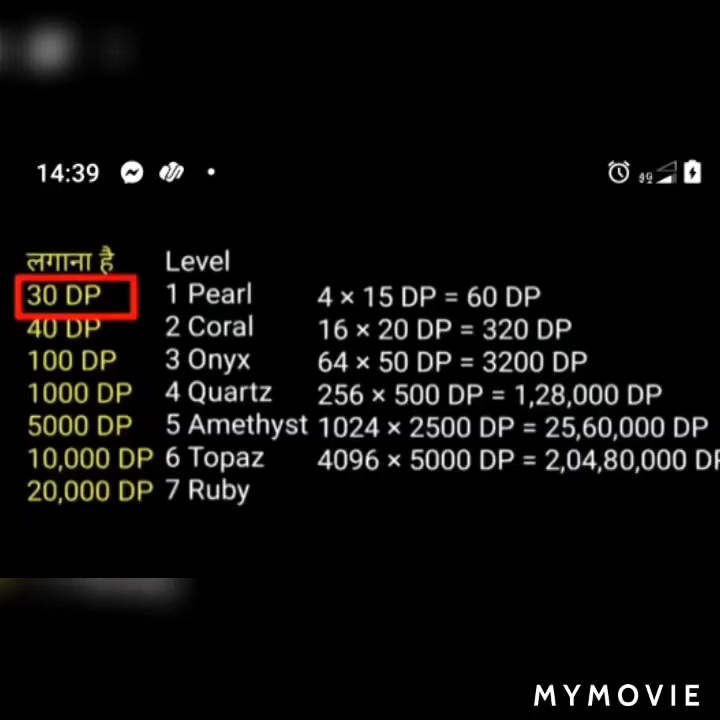 14:39 4G
लगाना है Level
30 DP 1 Pearl 4 × 15 DP = 60 DP
40 DP 2 Coral 16 × 20 DP = 320 DP
100 DP 3 Onyx 64 × 50 DP = 3200 DP
1000 DP 4 Quartz 256 × 500 DP = 1,28,000 DP
5000 DP 5 Amethyst 1024 × 2500 DP = 25,60,000 DP
10,000 DP 6 Topaz 4096 × 5000 DP = 2,04,80,000 DP
20,000 DP 7 Ruby
MYMOVIE